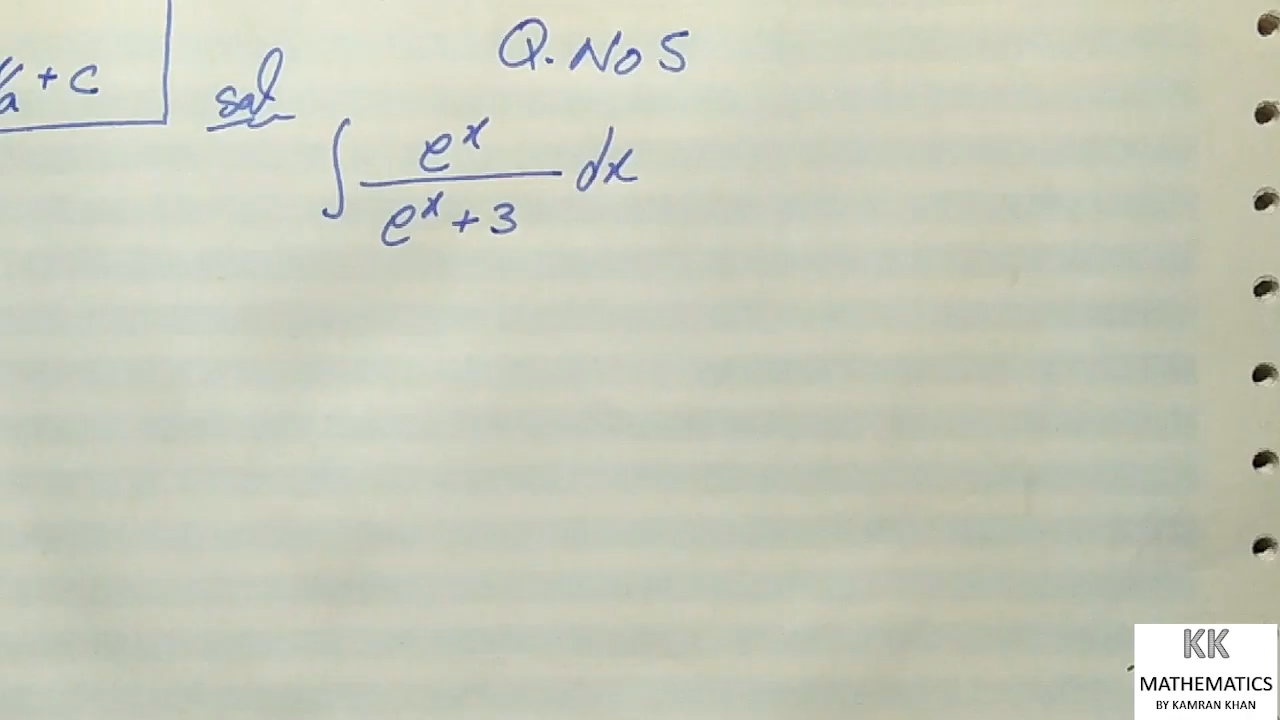 Q. No 5
a + c
sol
∫ e^x / (e^x + 3) dx
KK
MATHEMATICS
BY KAMRAN KHAN